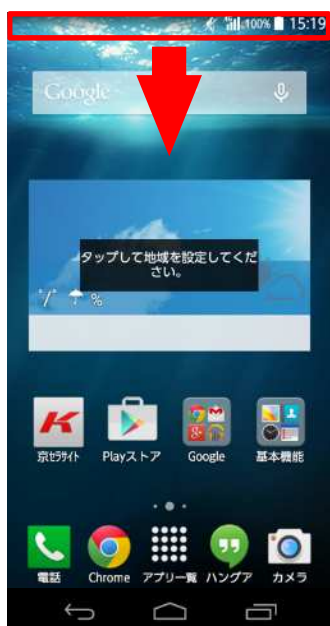 100% 15:19
Google
タップして地域を設定してくだ
さい。
°/° %
京セラサイト Playストア Google 基本機能
電話 Chrome アプリ一覧 ハングア カメラ